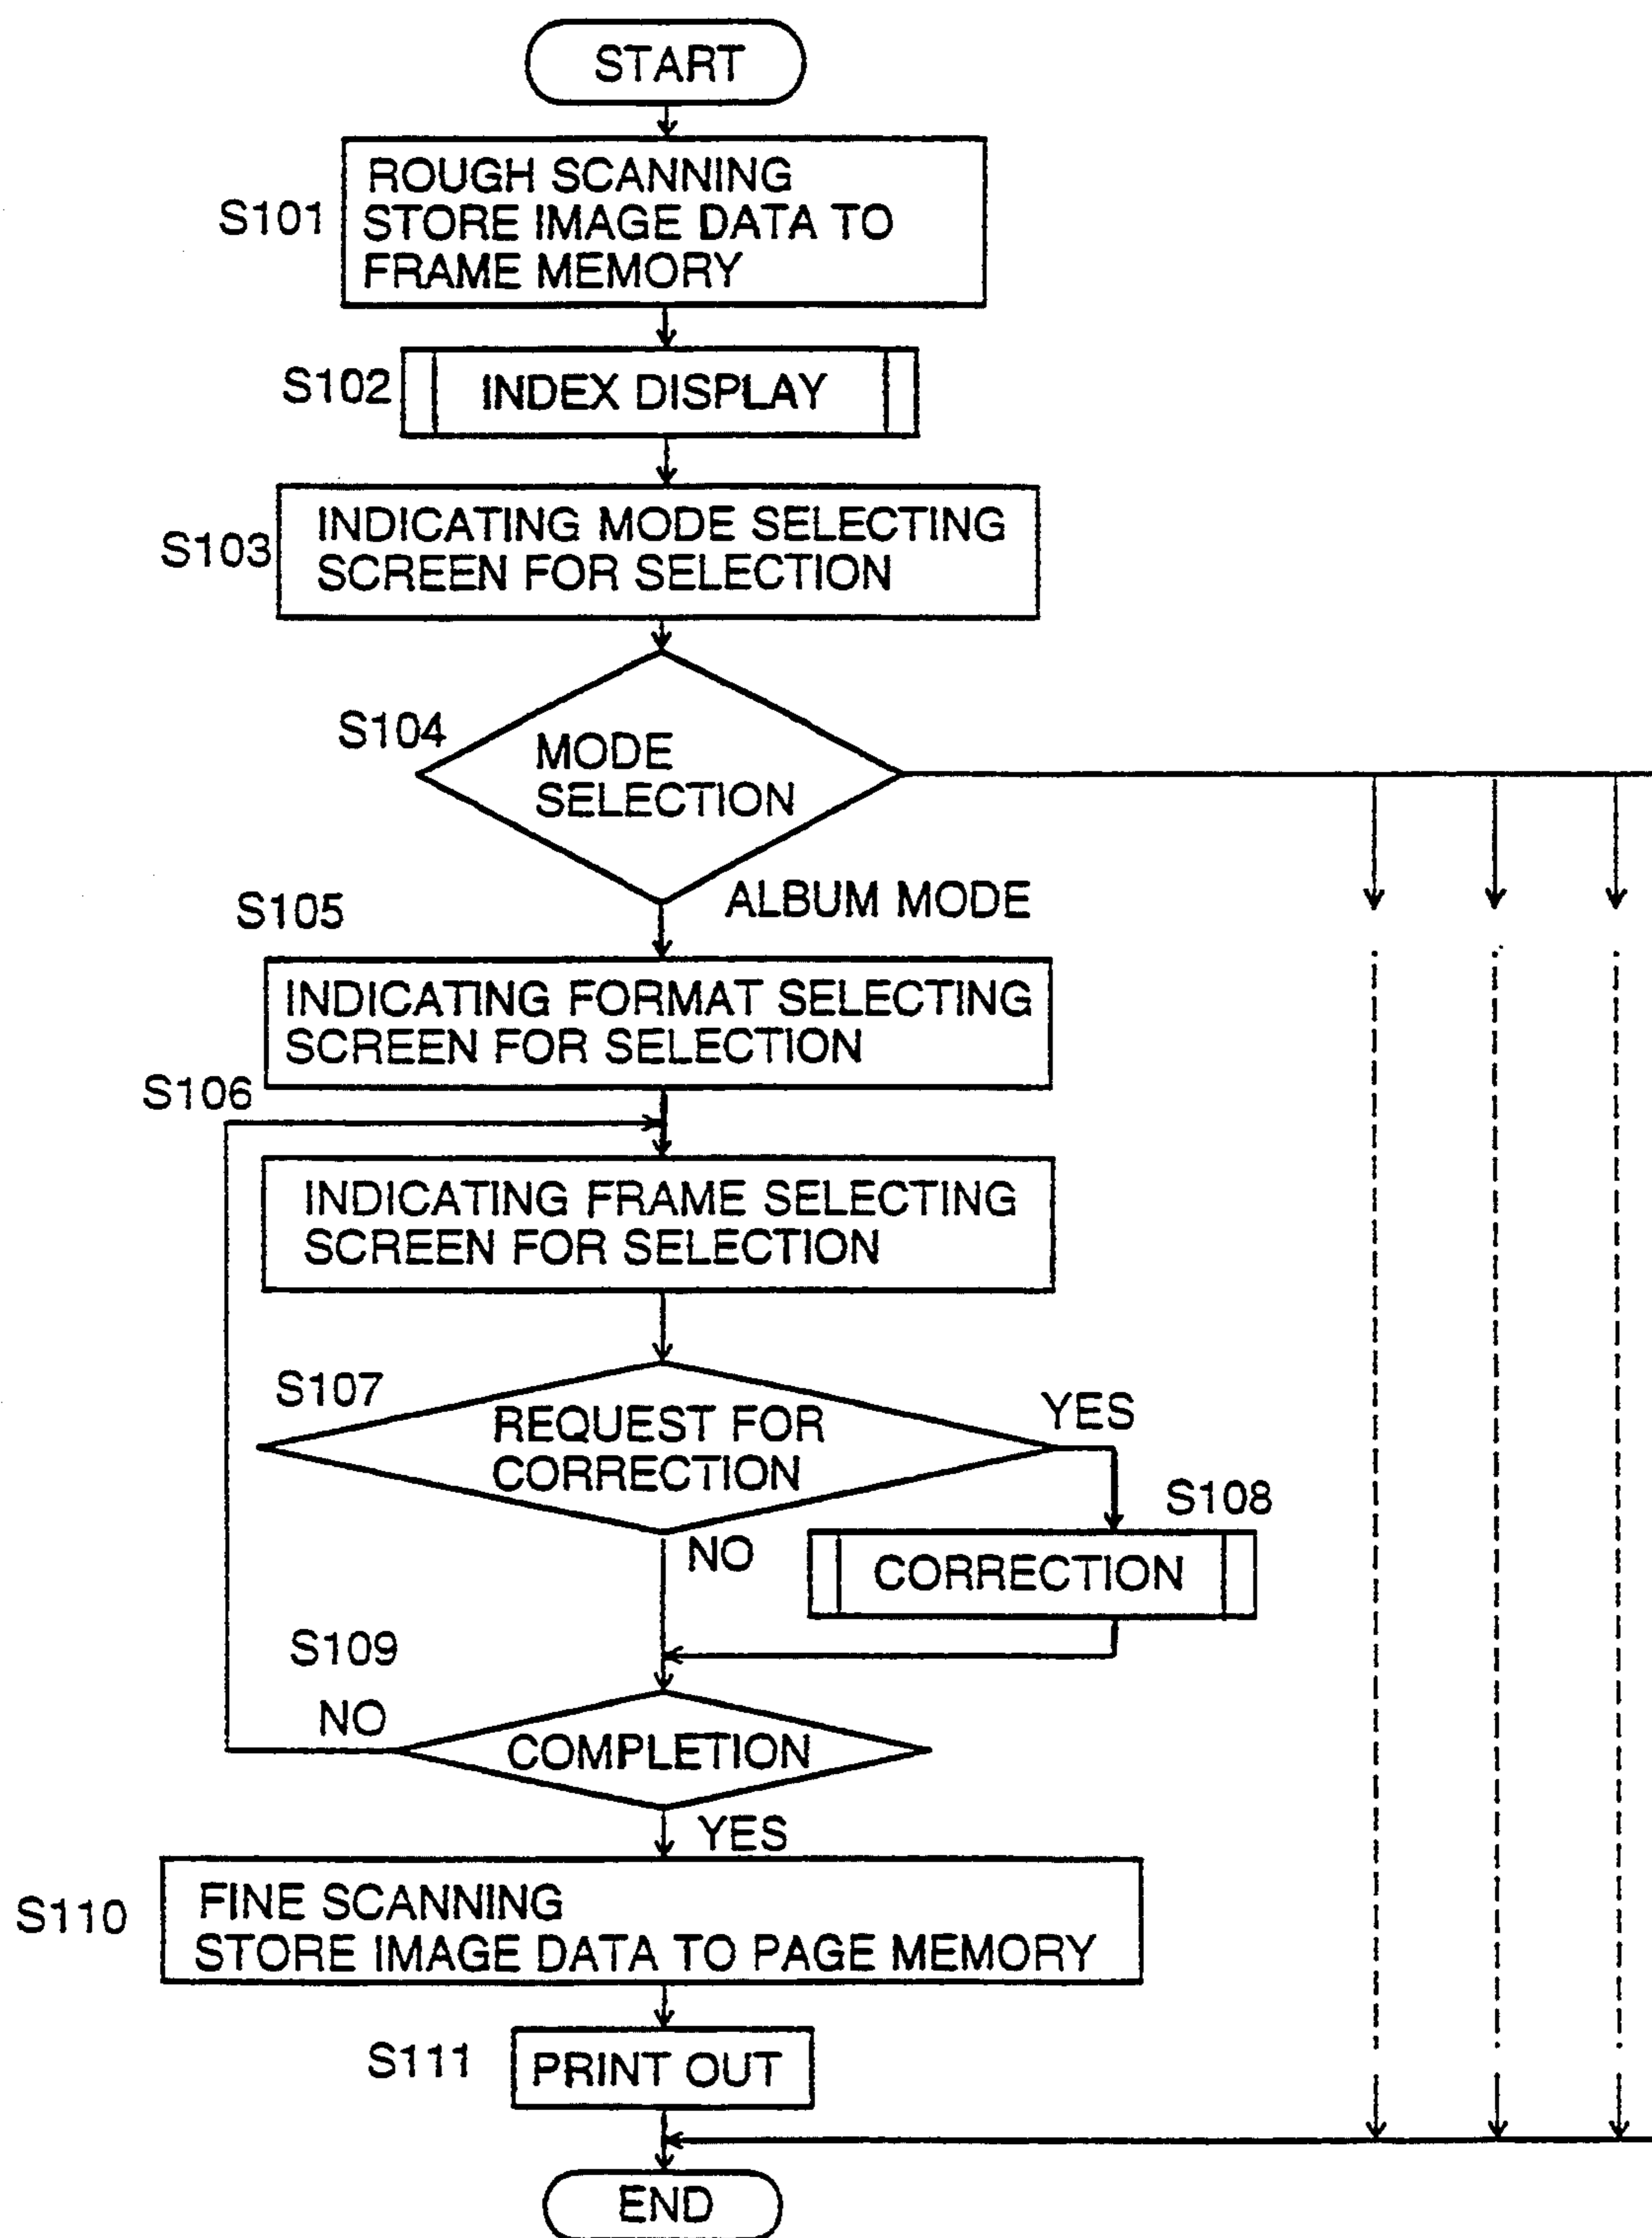 START
S101
ROUGH SCANNING
STORE IMAGE DATA TO
FRAME MEMORY
S102
INDEX DISPLAY
S103
INDICATING MODE SELECTING
SCREEN FOR SELECTION
S104
MODE
SELECTION
ALBUM MODE
S105
INDICATING FORMAT SELECTING
SCREEN FOR SELECTION
S106
INDICATING FRAME SELECTING
SCREEN FOR SELECTION
S107
REQUEST FOR
CORRECTION
YES
NO
S108
CORRECTION
S109
NO
COMPLETION
YES
S110
FINE SCANNING
STORE IMAGE DATA TO PAGE MEMORY
S111
PRINT OUT
END